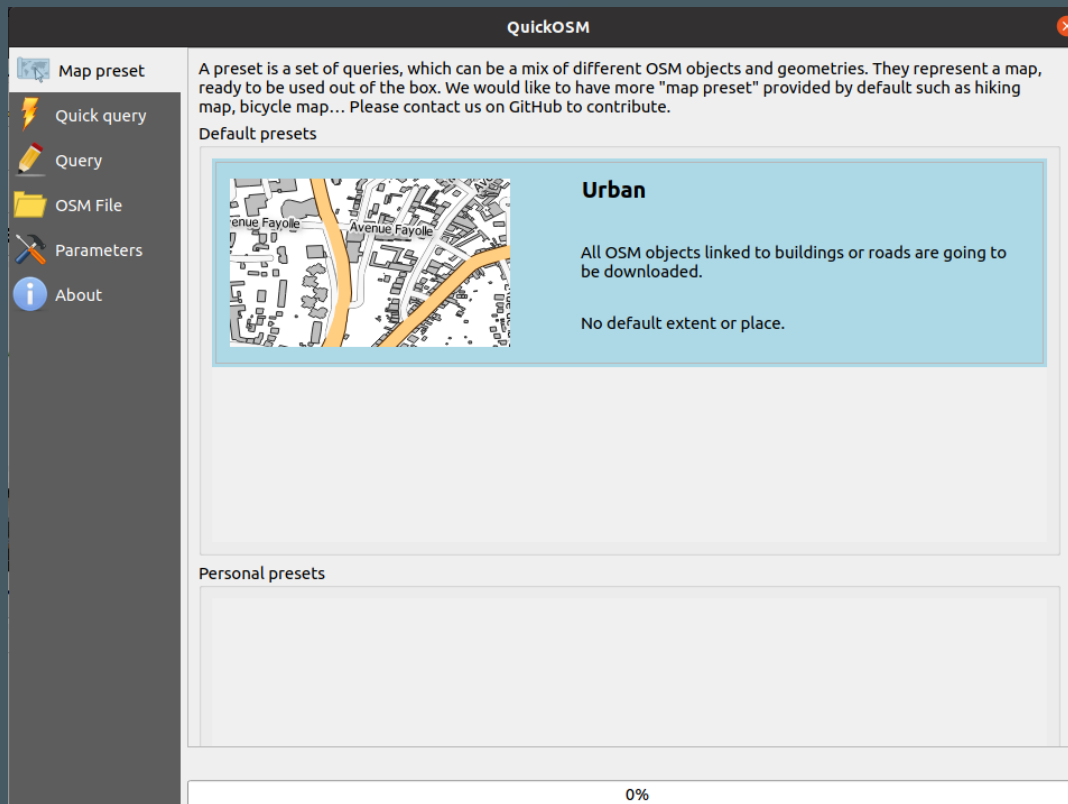 QuickOSM
Map preset
Quick query
Query
OSM File
Parameters
About
A preset is a set of queries, which can be a mix of different OSM objects and geometries. They represent a map,
ready to be used out of the box. We would like to have more "map preset" provided by default such as hiking
map, bicycle map... Please contact us on GitHub to contribute.
Default presets
enue Fayolle
Avenue Fayolle
Urban
All OSM objects linked to buildings or roads are going to
be downloaded.
No default extent or place.
Personal presets
0%